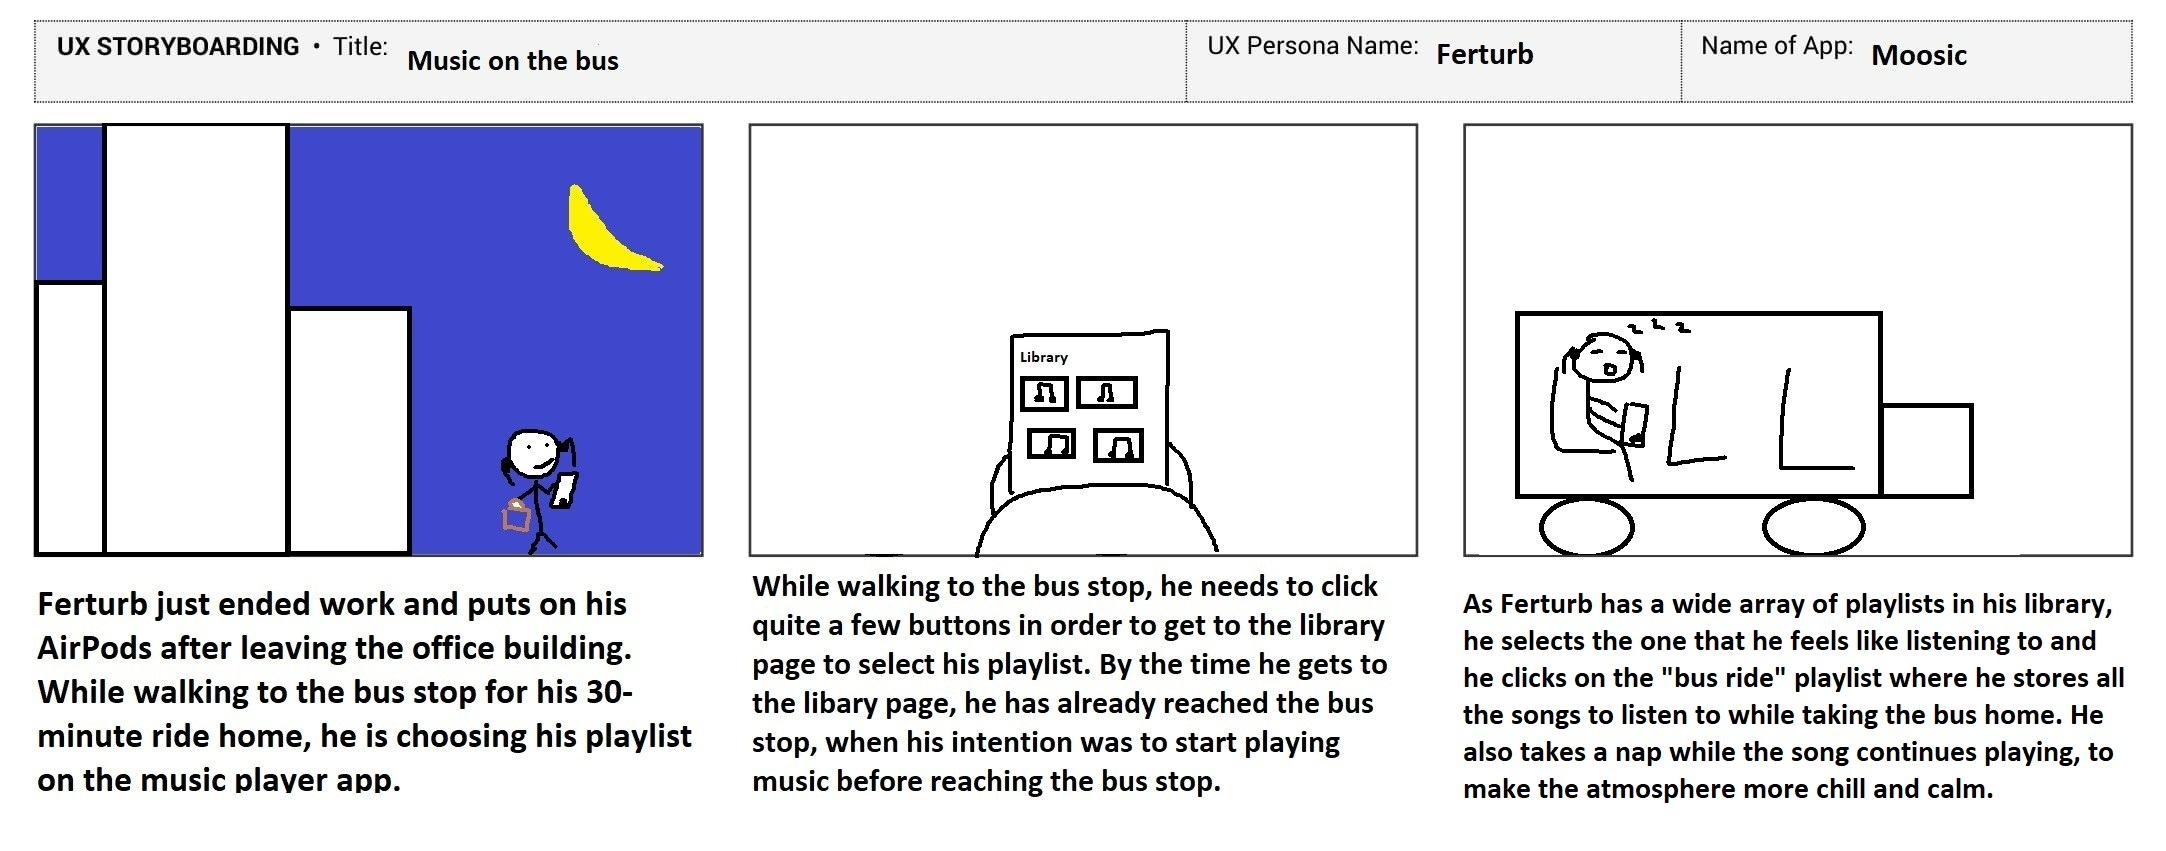 UX STORYBOARDING • Title: Music on the bus
UX Persona Name: Ferturb
Name of App: Moosic
Library
Ferturb just ended work and puts on his
AirPods after leaving the office building.
While walking to the bus stop for his 30-
minute ride home, he is choosing his playlist
on the music player app.
While walking to the bus stop, he needs to click
quite a few buttons in order to get to the library
page to select his playlist. By the time he gets to
the libary page, he has already reached the bus
stop, when his intention was to start playing
music before reaching the bus stop.
z z z
As Ferturb has a wide array of playlists in his library,
he selects the one that he feels like listening to and
he clicks on the "bus ride" playlist where he stores all
the songs to listen to while taking the bus home. He
also takes a nap while the song continues playing, to
make the atmosphere more chill and calm.